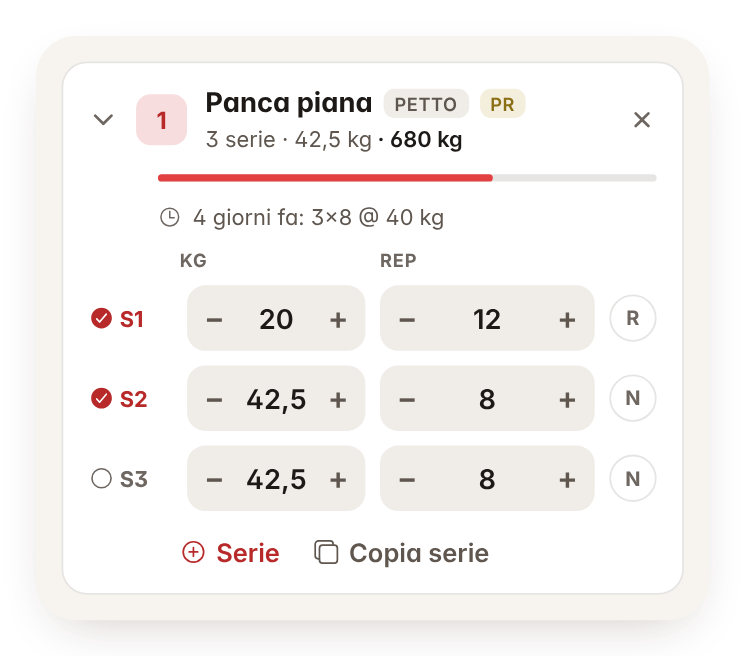 1 Panca piana PETTO PR
3 serie · 42,5 kg · 680 kg
4 giorni fa: 3×8 @ 40 kg
KG REP
S1 − 20 + − 12 + R
S2 − 42,5 + − 8 + N
S3 − 42,5 + − 8 + N
Serie Copia serie